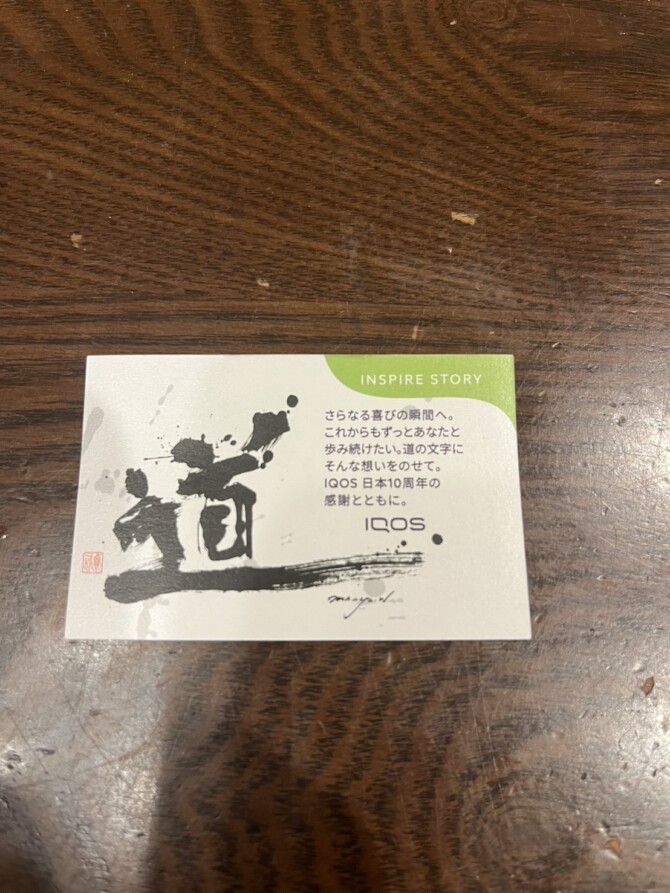 道
INSPIRE STORY
さらなる喜びの瞬間へ。
これからもずっとあなたと
歩み続けたい。道の文字に
そんな想いをのせて。
IQOS 日本10周年の
感謝とともに。
IQOS